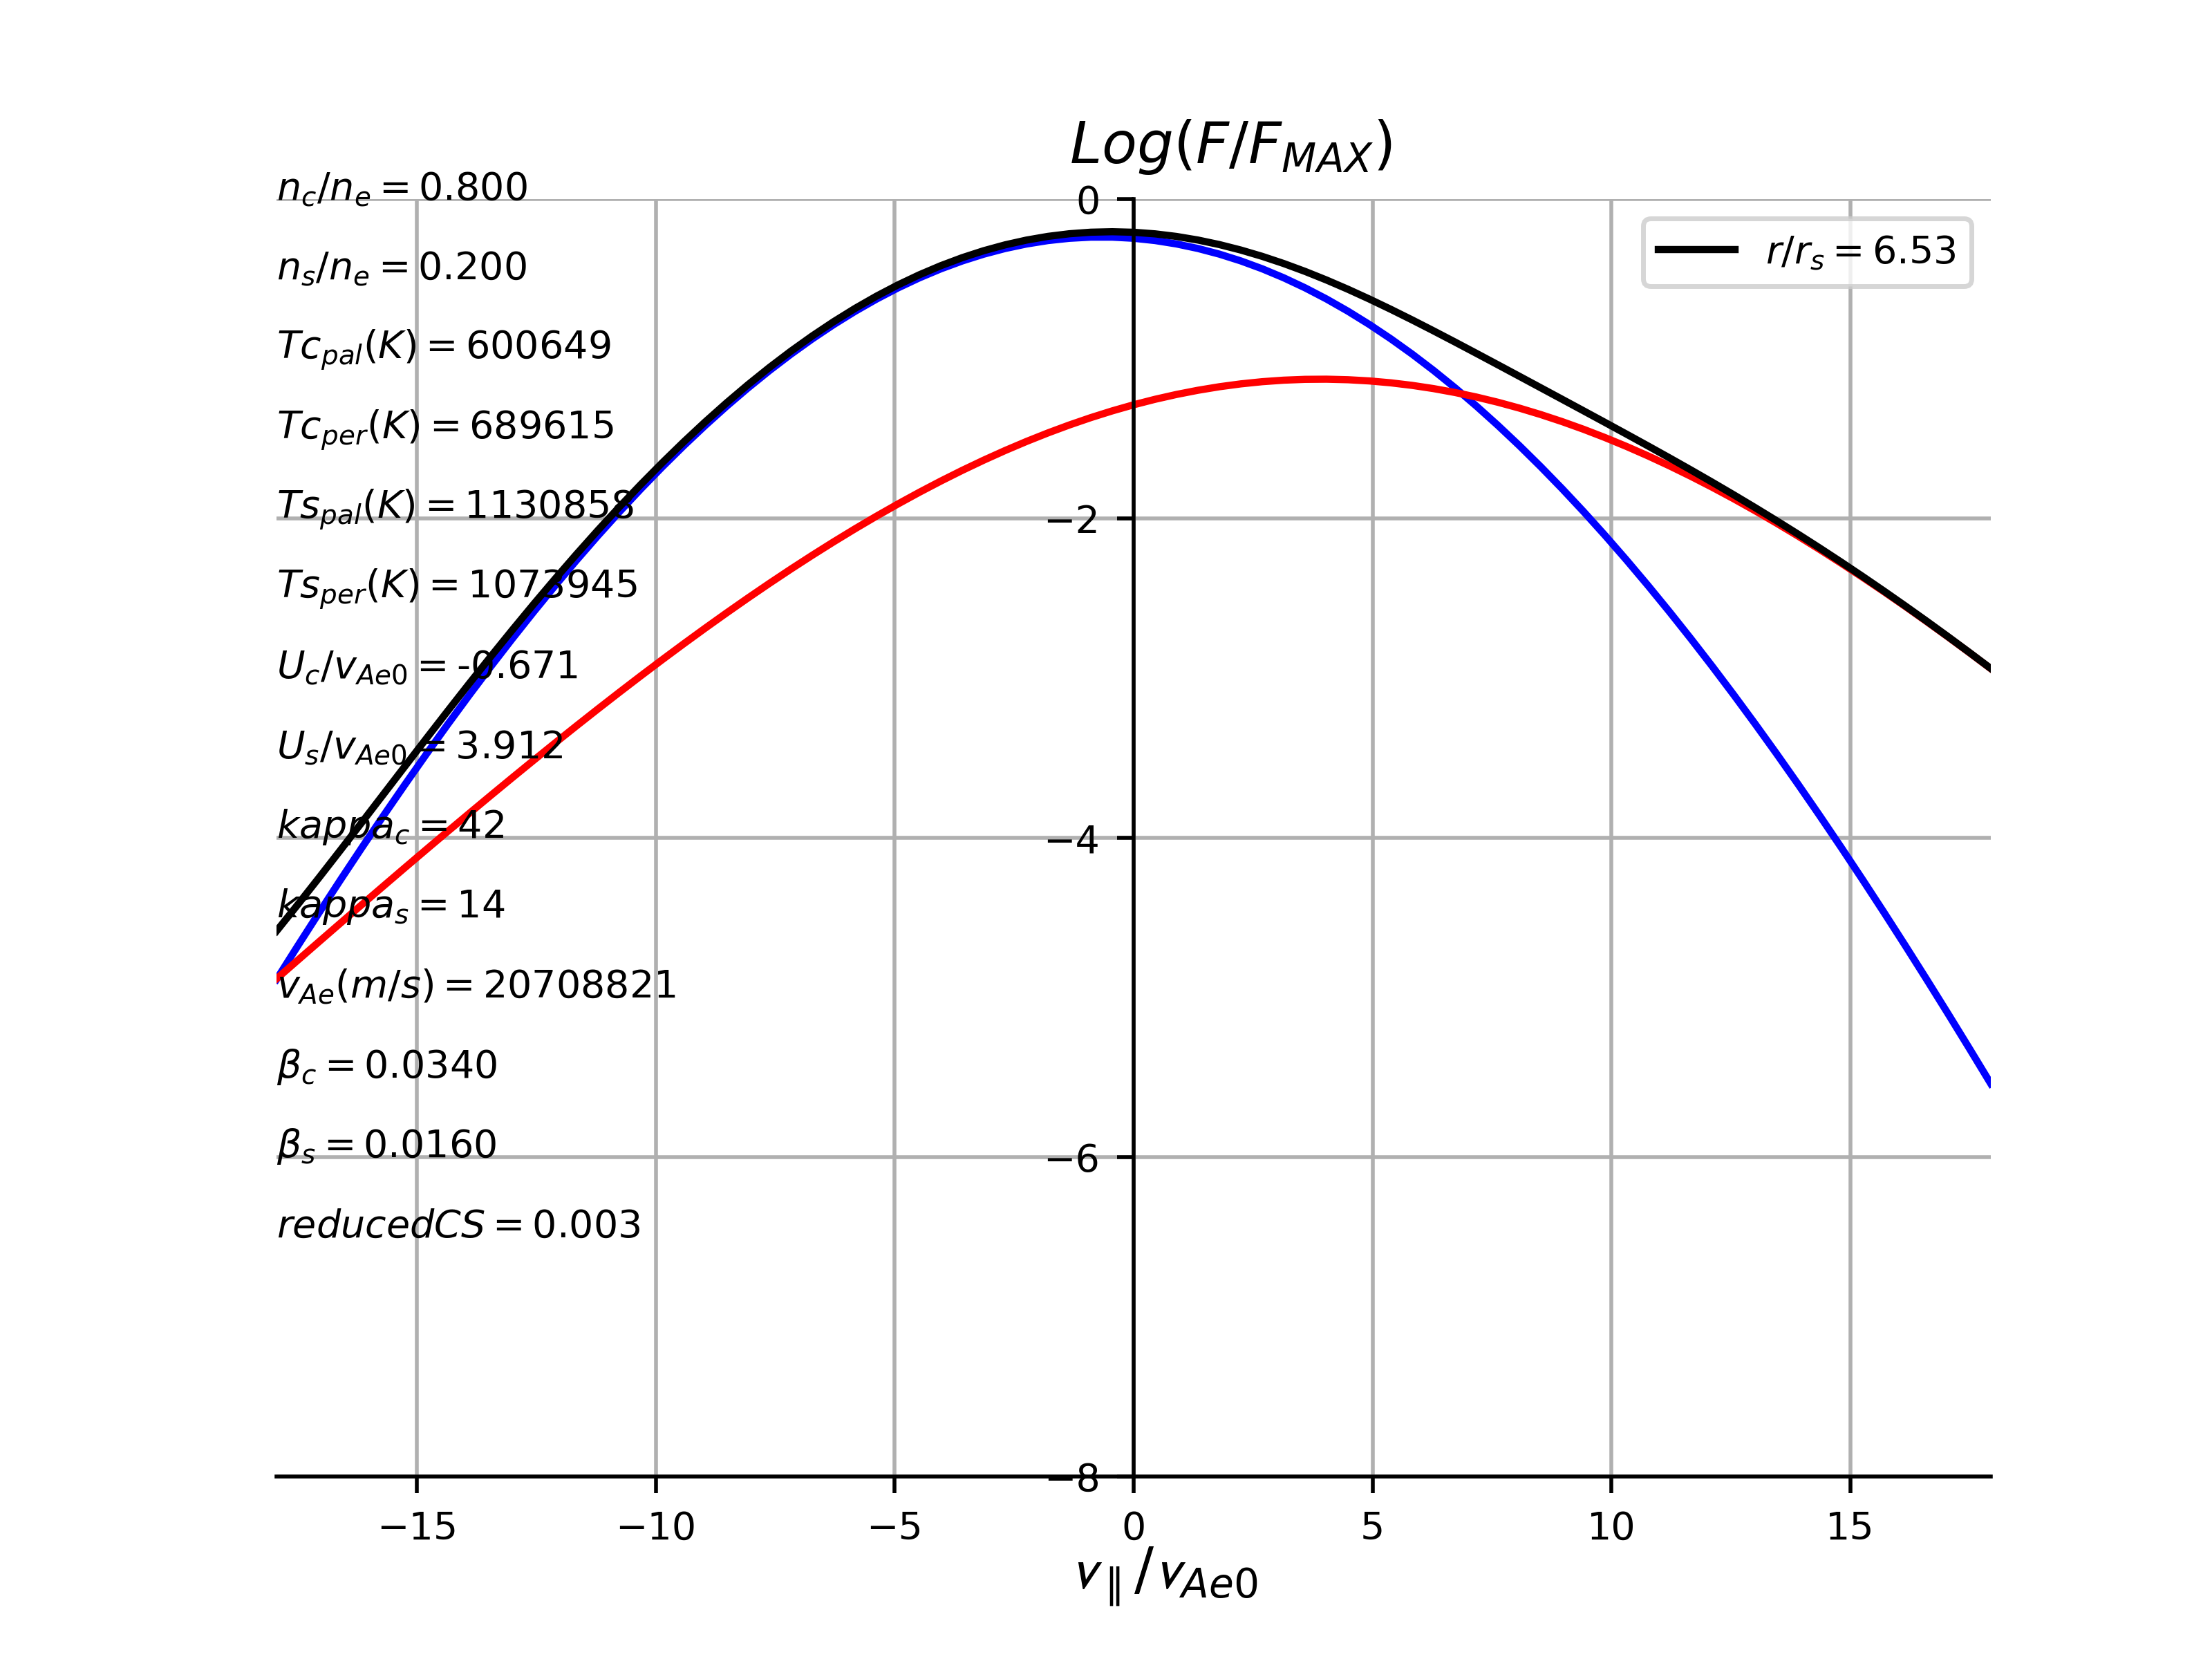 Log(F/F_MAX)
n_c/n_e = 0.800
n_s/n_e = 0.200
Tc_pal(K) = 600649
Tc_per(K) = 689615
Ts_pal(K) = 1130858
Ts_per(K) = 1073945
U_c/v_Ae0 = -0.671
U_s/v_Ae0 = 3.912
kappa_c = 42
kappa_s = 14
v_Ae(m/s) = 20708821
β_c = 0.0340
β_s = 0.0160
reducedCS = 0.003
r/r_s = 6.53
0
−2
−4
−6
−8
−15 −10 −5 0 5 10 15
v_∥/v_Ae0